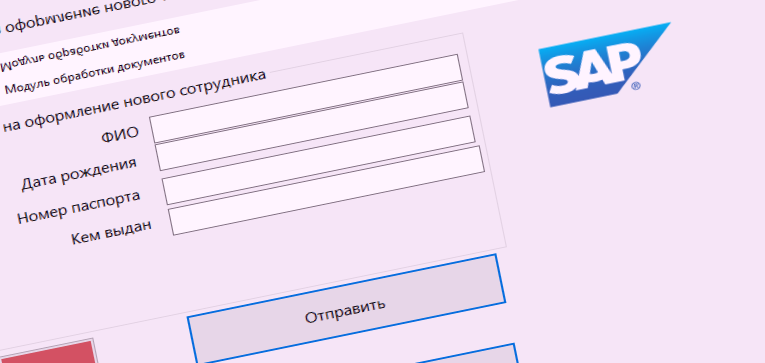 оформление нового
Модуль обработки документов
Модуль обработки документов
на оформление нового сотрудника
ФИО
Дата рождения
Номер паспорта
Кем выдан
Отправить
SAP®